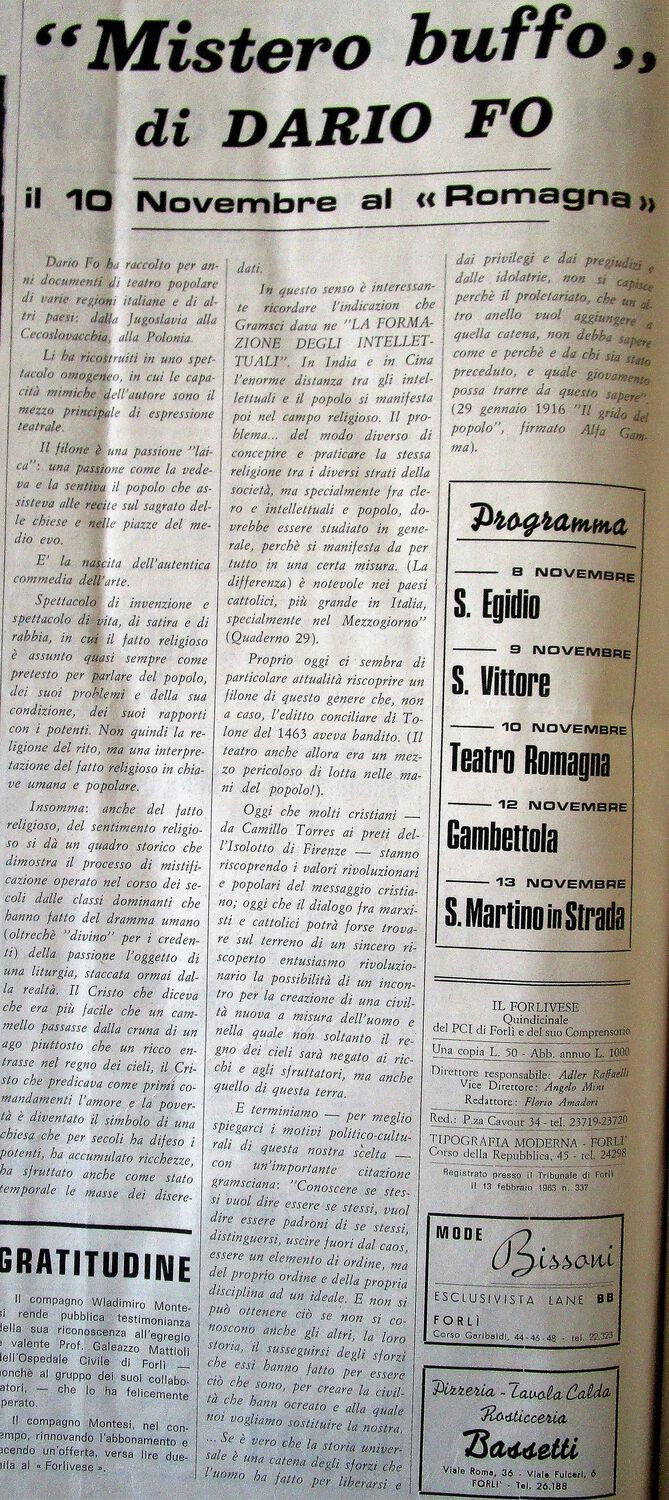 “Mistero buffo„
di DARIO FO
il 10 Novembre al « Romagna »
Dario Fo ha raccolto per an-
ni documenti di teatro popolare
di varie regioni italiane e di al-
tri paesi: dalla Jugoslavia alla
Cecoslovacchia, alla Polonia.
Li ha ricostruiti in uno spet-
tacolo omogeneo, in cui le capa-
cità mimiche dell'autore sono il
mezzo principale di espressione
teatrale.
Il filone è una passione "lai-
ca": una passione come la vede-
va e la sentiva il popolo che as-
sisteva alle recite sul sagrato del-
le chiese e nelle piazze del me-
dio evo.
E' la nascita dell'autentica
commedia dell'arte.
Spettacolo di invenzione e
spettacolo di vita, di satira e di
rabbia, in cui il fatto religioso
è assunto quasi sempre come
pretesto per parlare del popolo,
dei suoi problemi e della sua
condizione, dei suoi rapporti
con i potenti. Non quindi la re-
ligione del rito, ma una interpre-
tazione del fatto religioso in chia-
ve umana e popolare.
Insomma: anche del fatto
religioso, del sentimento religio-
so si dà un quadro storico che
dimostra il processo di mistifi-
cazione operato nel corso dei se-
coli dalle classi dominanti che
hanno fatto del dramma umano
(oltrechè "divino" per i creden-
ti) della passione l'oggetto di
una liturgia, staccata ormai dal-
la realtà. Il Cristo che diceva
che era più facile che un cam-
mello passasse dalla cruna di un
ago piuttosto che un ricco en-
trasse nel regno dei cieli, il Cri-
sto che predicava come primi co-
mandamenti l'amore e la pover-
tà è diventato il simbolo di una
chiesa che per secoli ha difeso i
potenti, ha accumulato ricchezze,
ha sfruttato anche come stato
temporale le masse dei disere-
dati.
In questo senso è interessan-
te ricordare l'indicazion che
Gramsci dava ne "LA FORMA-
ZIONE DEGLI INTELLET-
TUALI". In India e in Cina
l'enorme distanza tra gli intel-
lettuali e il popolo si manifesta
poi nel campo religioso. Il pro-
blema... del modo diverso di
concepire e praticare la stessa
religione tra i diversi strati della
società, ma specialmente fra cle-
ro e intellettuali e popolo, do-
vrebbe essere studiato in gene-
rale, perchè si manifesta da per
tutto in una certa misura. (La
differenza) è notevole nei paesi
cattolici, più grande in Italia,
specialmente nel Mezzogiorno"
(Quaderno 29).
Proprio oggi ci sembra di
particolare attualità riscoprire un
filone di questo genere che, non
a caso, l'editto conciliare di To-
lone del 1463 aveva bandito. (Il
teatro anche allora era un mez-
zo pericoloso di lotta nelle ma
ni del popolo!).
Oggi che molti cristiani —
da Camillo Torres ai preti del-
l'Isolotto di Firenze — stanno
riscoprendo i valori rivoluzionari
e popolari del messaggio cristia-
no; oggi che il dialogo fra marxi-
sti e cattolici potrà forse trova-
re sul terreno di un sincero ri-
scoperto entusiasmo rivoluzio-
nario la possibilità di un incon-
tro per la creazione di una civil-
tà nuova a misura dell'uomo e
nella quale non soltanto il re-
gno dei cieli sarà negato ai ric-
chi e agli sfruttatori, ma anche
quello di questa terra.
E terminiamo — per meglio
spiegarci i motivi politico-cultu-
rali di questa nostra scelta —
con un'importante citazione
gramsciana: "Conoscere se stes-
si vuol dire essere se stessi, vuol
dire essere padroni di se stessi,
distinguersi, uscire fuori dal caos,
essere un elemento di ordine, ma
del proprio ordine e della propria
disciplina ad un ideale. E non si
può ottenere ciò se non si co-
noscono anche gli altri, la loro
storia, il susseguirsi degli sforzi
che essi hanno fatto per essere
ciò che sono, per creare la civil-
tà che hann ocreato e alla quale
noi vogliamo sostituire la nostra.
... Se è vero che la storia univer-
sale è una catena degli sforzi che
l'uomo ha fatto per liberarsi e
dai privilegi e dai pregiudizi e
dalle idolatrie, non si capisce
perchè il proletariato, che un al-
tro anello vuol aggiungere a
quella catena, non debba sapere
come e perchè e da chi sia stato
preceduto, e quale giovamento
possa trarre da questo sapere".
(29 gennaio 1916 "Il grido del
popolo", firmato Alfa Gam-
ma).
Programma
8 NOVEMBRE
S. Egidio
9 NOVEMBRE
S. Vittore
10 NOVEMBRE
Teatro Romagna
12 NOVEMBRE
Gambettola
13 NOVEMBRE
S. Martino in Strada
IL FORLIVESE
Quindicinale
del PCI di Forlì e del suo Comprensorio
Una copia L. 50 - Abb. annuo L. 1000
Direttore responsabile: Adler Raffaelli
Vice Direttore: Angelo Mini
Redattore: Florio Amadori
Red.: P.za Cavour 34 - tel. 23719-23720
TIPOGRAFIA MODERNA - FORLI'
Corso della Repubblica, 45 - tel. 24298
Registrato presso il Tribunale di Forlì
il 13 febbraio 1963 n. 337
MODE
Bissoni
ESCLUSIVISTA LANE BB
FORLÌ
Corso Garibaldi, 44-46-48 - tel. 22.323
Pizzeria - Tavola Calda
Rosticceria
Bassetti
Viale Roma, 36 - Viale Fulceri, 6
FORLI' - Tel. 26.188
GRATITUDINE
Il compagno Wladimiro Monte-
si rende pubblica testimonianza
della sua riconoscenza all'egregio
e valente Prof. Galeazzo Mattioli
dell'Ospedale Civile di Forlì —
nonchè al gruppo dei suoi collabo-
ratori, — che lo ha felicemente
operato.
Il compagno Montesi, nel con-
tempo, rinnovando l'abbonamento e
facendo un'offerta, versa lire due-
mila al « Forlivese ».